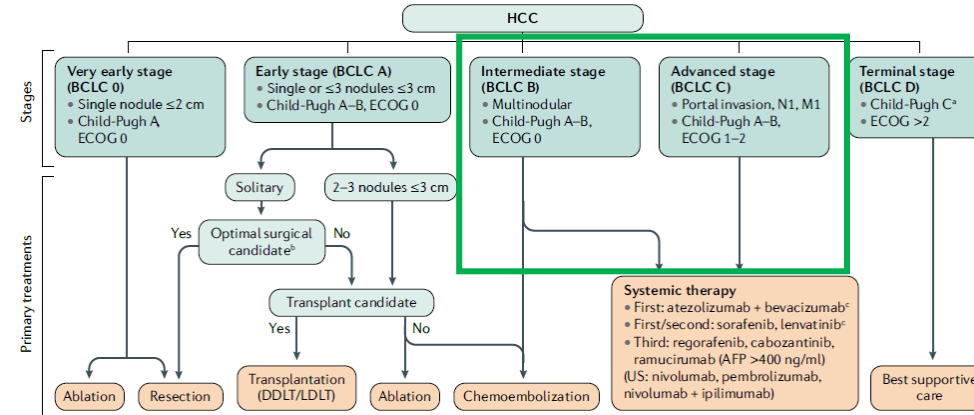 HCC
Stages
Very early stage
(BCLC 0)
• Single nodule ≤2 cm
• Child-Pugh A,
ECOG 0
Early stage (BCLC A)
• Single or ≤3 nodules ≤3 cm
• Child-Pugh A–B, ECOG 0
Intermediate stage
(BCLC B)
• Multinodular
• Child-Pugh A–B,
ECOG 0
Advanced stage
(BCLC C)
• Portal invasion, N1, M1
• Child-Pugh A–B,
ECOG 1–2
Terminal stage
(BCLC D)
• Child-Pugh Cᵃ
• ECOG >2
Primary treatments
Solitary
2–3 nodules ≤3 cm
Yes
Optimal surgical
candidateᵇ
No
Transplant candidate
Yes
No
Systemic therapy
• First: atezolizumab + bevacizumabᶜ
• First/second: sorafenib, lenvatinibᶜ
• Third: regorafenib, cabozantinib,
ramucirumab (AFP >400 ng/ml)
(US: nivolumab, pembrolizumab,
nivolumab + ipilimumab)
Ablation
Resection
Transplantation
(DDLT/LDLT)
Ablation
Chemoembolization
Best supportive
care